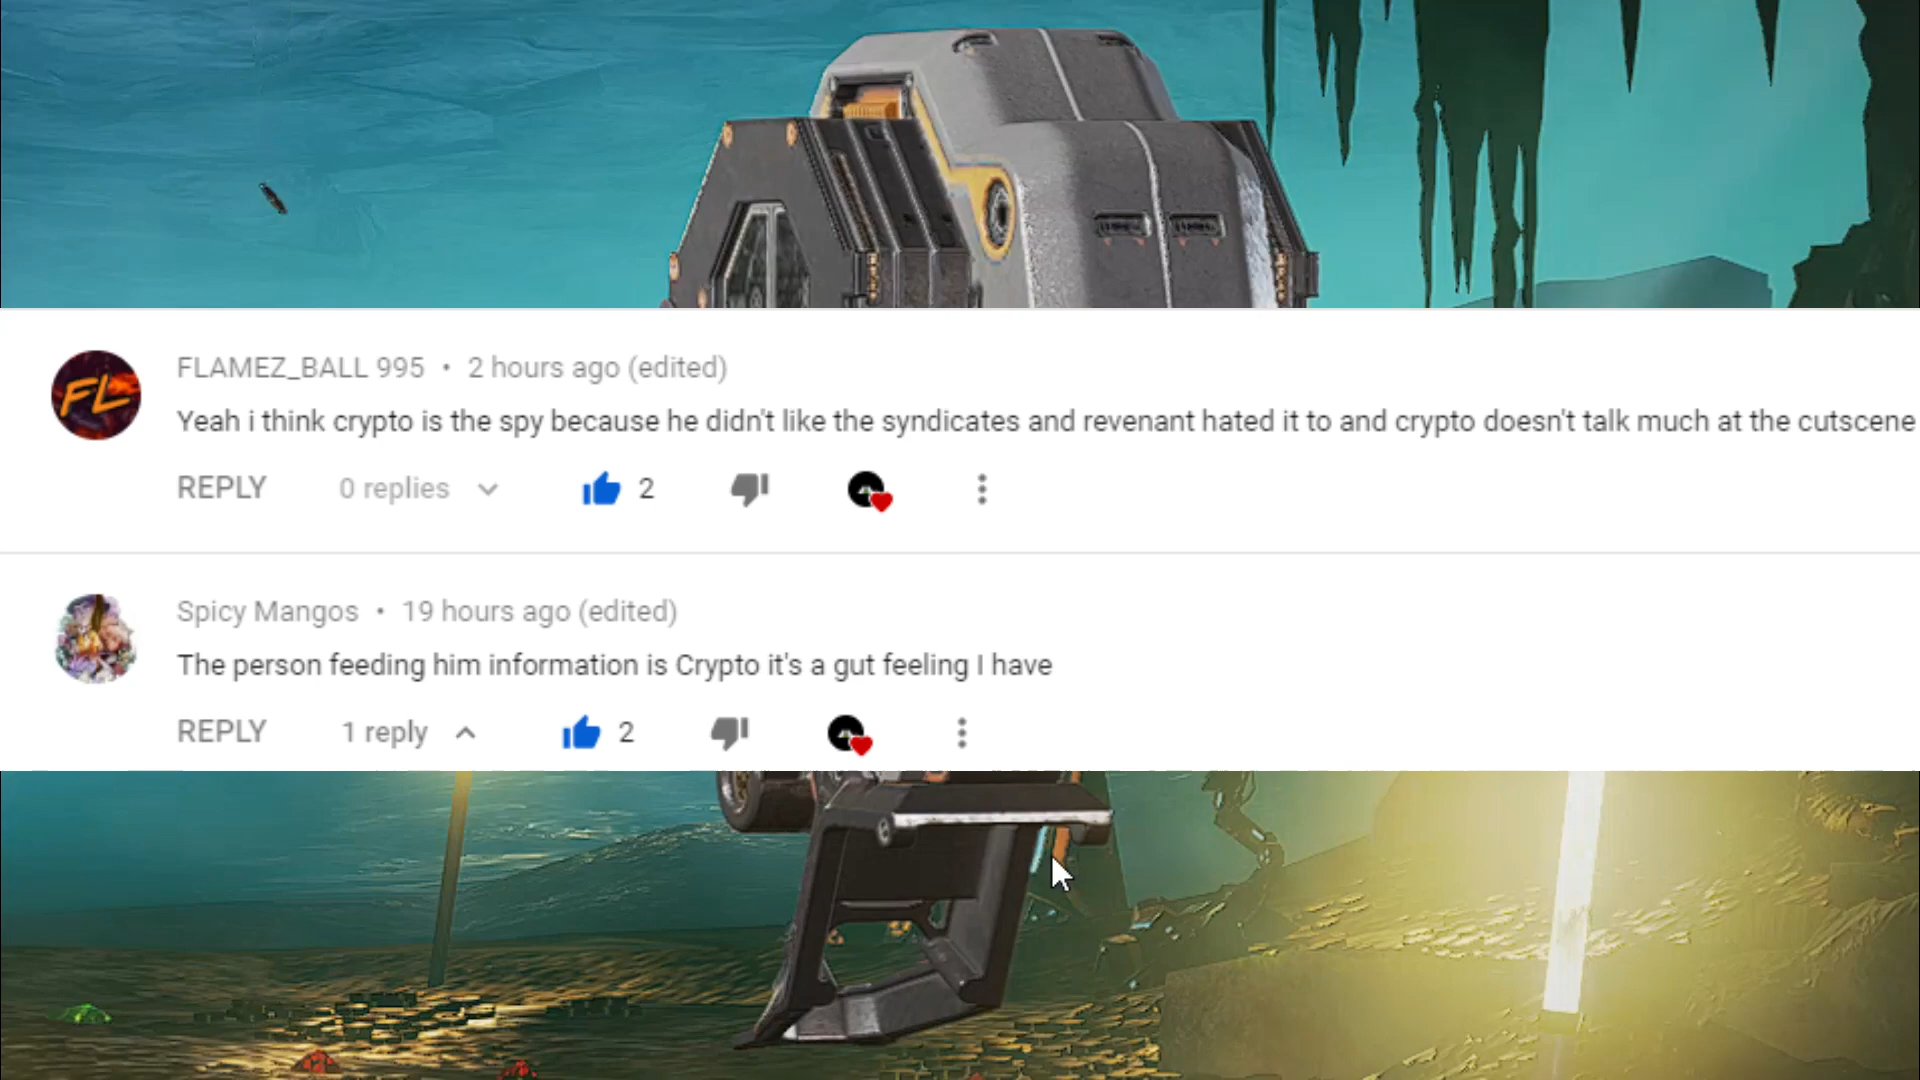 FL
FLAMEZ_BALL 995 • 2 hours ago (edited)
Yeah i think crypto is the spy because he didn't like the syndicates and revenant hated it to and crypto doesn't talk much at the cutscene
REPLY 0 replies 2
Spicy Mangos • 19 hours ago (edited)
The person feeding him information is Crypto it's a gut feeling I have
REPLY 1 reply 2